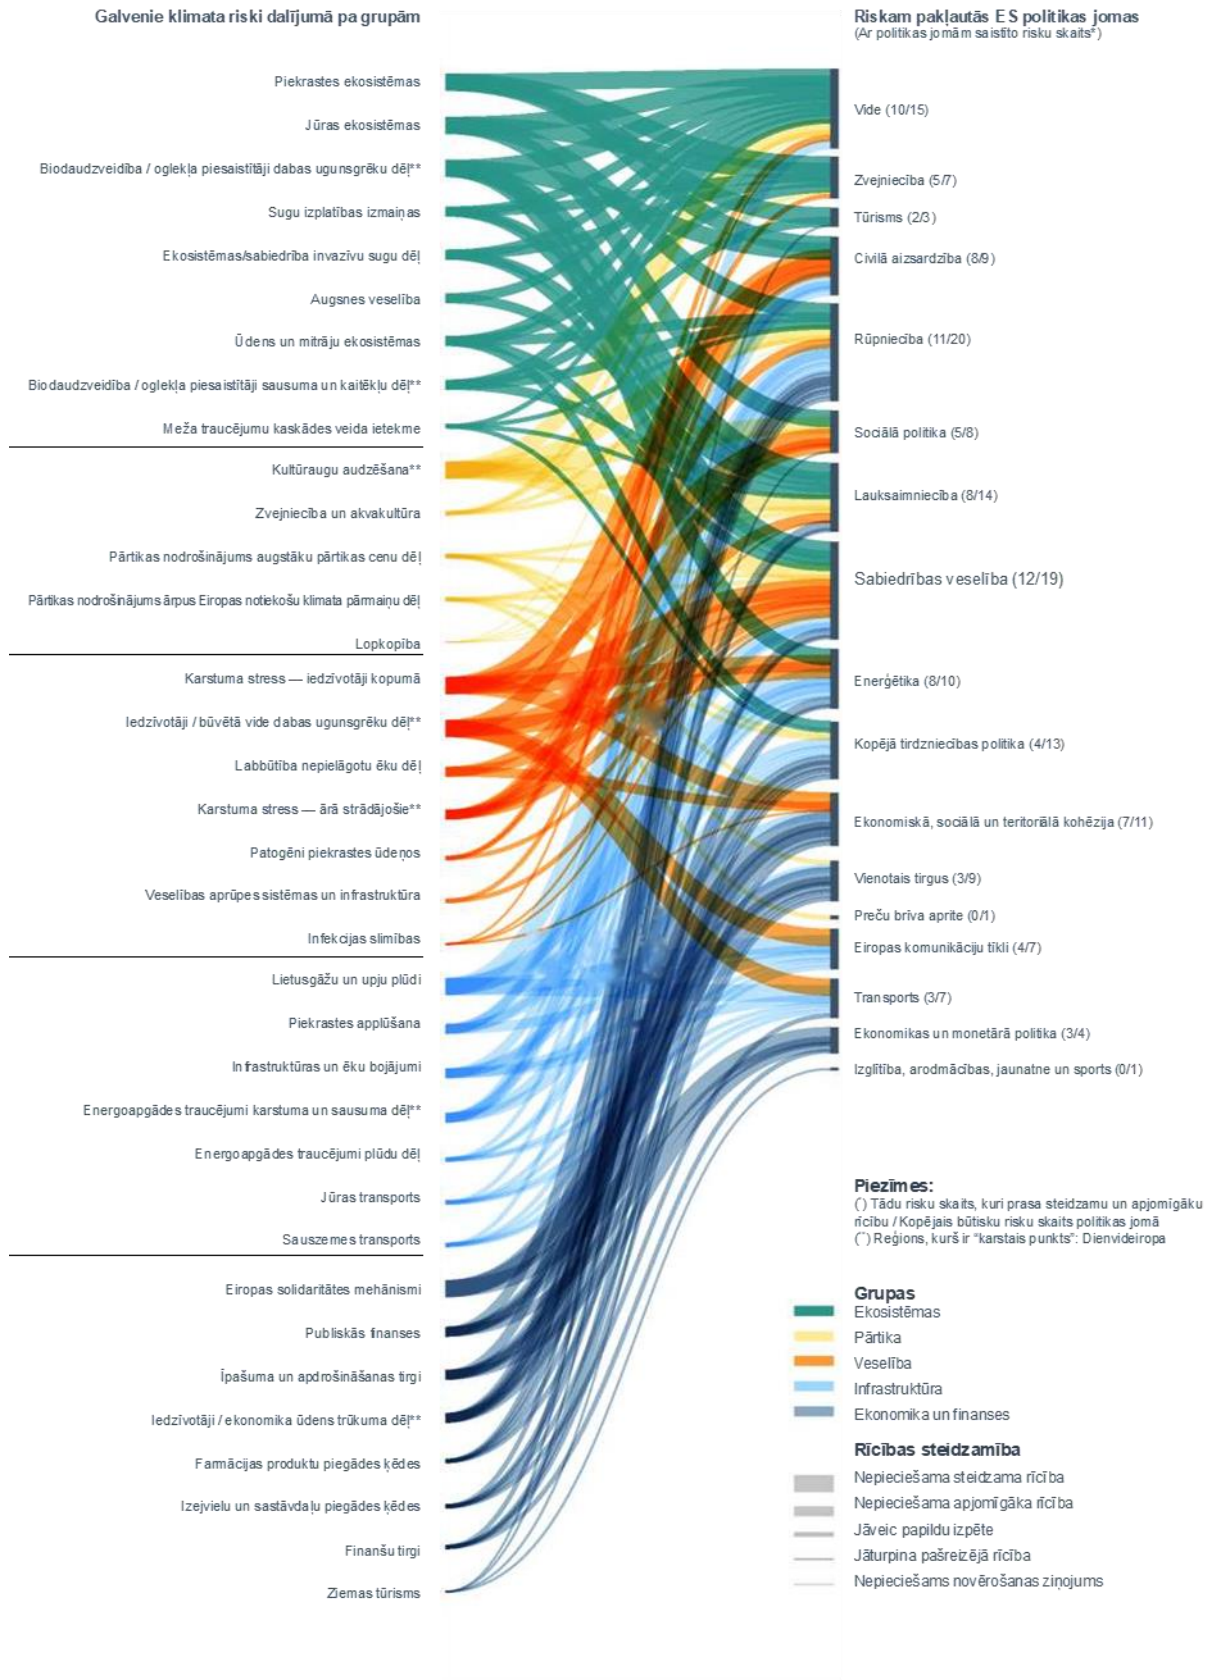 Galvenie klimata riski dalījumā pa grupām
Piekrastes ekosistēmas
Jūras ekosistēmas
Biodaudzveidība / oglekļa piesaistītāji dabas ugunsgrēku dēļ**
Sugu izplatības izmaiņas
Ekosistēmas/sabiedrība invazīvu sugu dēļ
Augsnes veselība
Ūdens un mitrāju ekosistēmas
Biodaudzveidība / oglekļa piesaistītāji sausuma un kaitēkļu dēļ**
Meža traucējumu kaskādes veida ietekme
Kultūraugu audzēšana**
Zvejniecība un akvakultūra
Pārtikas nodrošinājums augstāku pārtikas cenu dēļ
Pārtikas nodrošinājums ārpus Eiropas notiekošu klimata pārmaiņu dēļ
Lopkopība
Karstuma stress — iedzīvotāji kopumā
Iedzīvotāji / būvētā vide dabas ugunsgrēku dēļ**
Labbūtība nepielāgotu ēku dēļ
Karstuma stress — ārā strādājošie**
Patogēni piekrastes ūdeņos
Veselības aprūpes sistēmas un infrastruktūra
Infekcijas slimības
Lietusgāžu un upju plūdi
Piekrastes applūšana
Infrastruktūras un ēku bojājumi
Energoapgādes traucējumi karstuma un sausuma dēļ**
Energoapgādes traucējumi plūdu dēļ
Jūras transports
Sauszemes transports
Eiropas solidaritātes mehānismi
Publiskās finanses
Īpašuma un apdrošināšanas tirgi
Iedzīvotāji / ekonomika ūdens trūkuma dēļ**
Farmācijas produktu piegādes ķēdes
Izejvielu un sastāvdaļu piegādes ķēdes
Finanšu tirgi
Ziemas tūrisms
Riskam pakļautās ES politikas jomas
(Ar politikas jomām saistīto risku skaits*)
Vide (10/15)
Zvejniecība (5/7)
Tūrisms (2/3)
Civilā aizsardzība (8/9)
Rūpniecība (11/20)
Sociālā politika (5/8)
Lauksaimniecība (8/14)
Sabiedrības veselība (12/19)
Enerģētika (8/10)
Kopējā tirdzniecības politika (4/13)
Ekonomiskā, sociālā un teritoriālā kohēzija (7/11)
Vienotais tirgus (3/9)
Preču brīva aprite (0/1)
Eiropas komunikāciju tīkli (4/7)
Transports (3/7)
Ekonomikas un monetārā politika (3/4)
Izglītība, arodmācības, jaunatne un sports (0/1)
Piezīmes:
(*) Tādu risku skaits, kuri prasa steidzamu un apjomīgāku
rīcību / Kopējais būtisku risku skaits politikas jomā
(**) Reģions, kurš ir “karstais punkts”: Dienvideiropa
Grupas
Ekosistēmas
Pārtika
Veselība
Infrastruktūra
Ekonomika un finanses
Rīcības steidzamība
Nepieciešama steidzama rīcība
Nepieciešama apjomīgāka rīcība
Jāveic papildu izpēte
Jāturpina pašreizējā rīcība
Nepieciešams novērošanas ziņojums